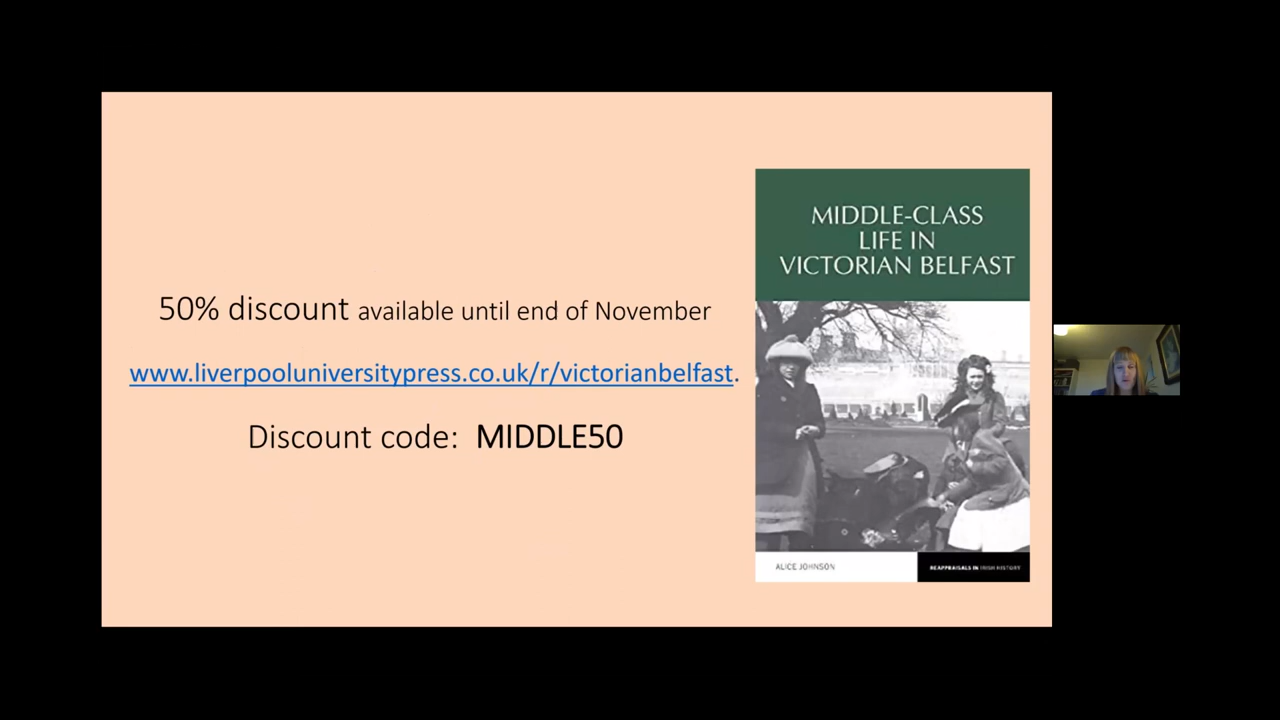 50% discount available until end of November
www.liverpooluniversitypress.co.uk/r/victorianbelfast.
Discount code: MIDDLE50
MIDDLE-CLASS
LIFE IN
VICTORIAN BELFAST
ALICE JOHNSON
REAPPRAISALS IN IRISH HISTORY